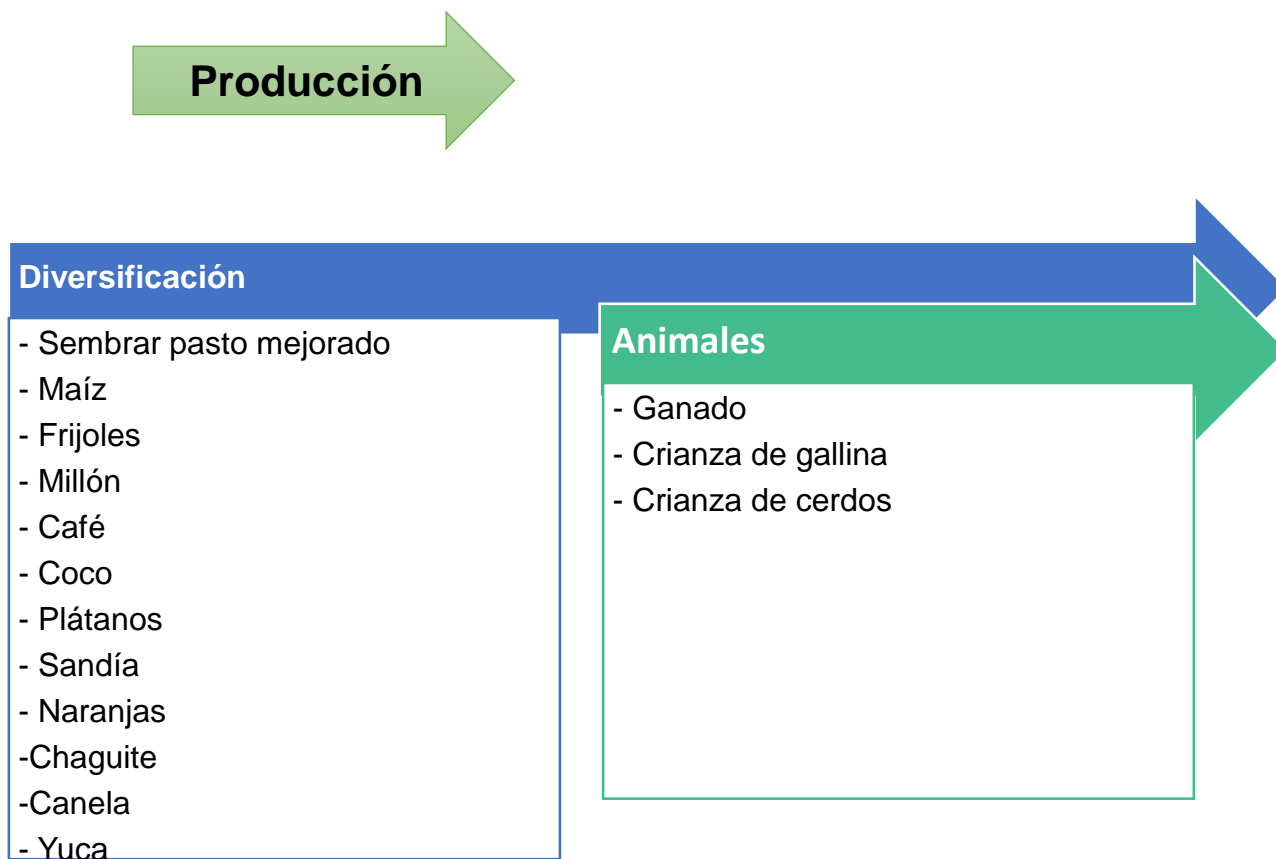 Producción
Diversificación
- Sembrar pasto mejorado
- Maíz
- Frijoles
- Millón
- Café
- Coco
- Plátanos
- Sandía
- Naranjas
-Chaguite
-Canela
- Yuca
Animales
- Ganado
- Crianza de gallina
- Crianza de cerdos